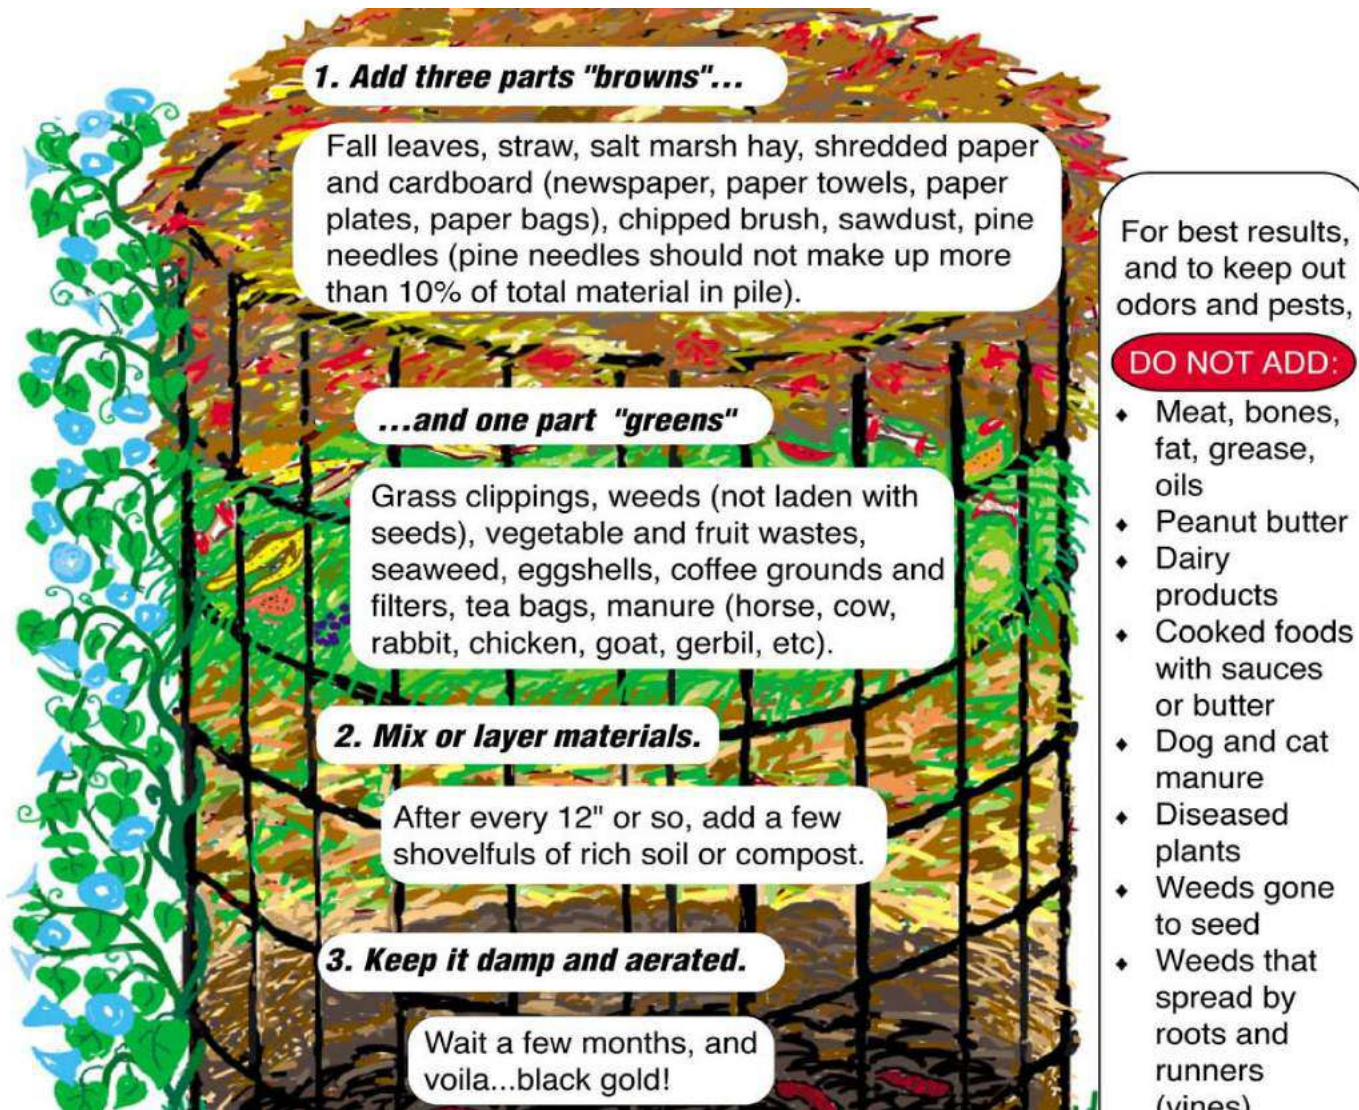 1. Add three parts "browns"...
Fall leaves, straw, salt marsh hay, shredded paper
and cardboard (newspaper, paper towels, paper
plates, paper bags), chipped brush, sawdust, pine
needles (pine needles should not make up more
than 10% of total material in pile).
...and one part "greens"
Grass clippings, weeds (not laden with
seeds), vegetable and fruit wastes,
seaweed, eggshells, coffee grounds and
filters, tea bags, manure (horse, cow,
rabbit, chicken, goat, gerbil, etc).
2. Mix or layer materials.
After every 12" or so, add a few
shovelfuls of rich soil or compost.
3. Keep it damp and aerated.
Wait a few months, and
voila...black gold!
For best results,
and to keep out
odors and pests,
DO NOT ADD:
♦ Meat, bones,
fat, grease,
oils
♦ Peanut butter
♦ Dairy
products
♦ Cooked foods
with sauces
or butter
♦ Dog and cat
manure
♦ Diseased
plants
♦ Weeds gone
to seed
♦ Weeds that
spread by
roots and
runners
(vines)